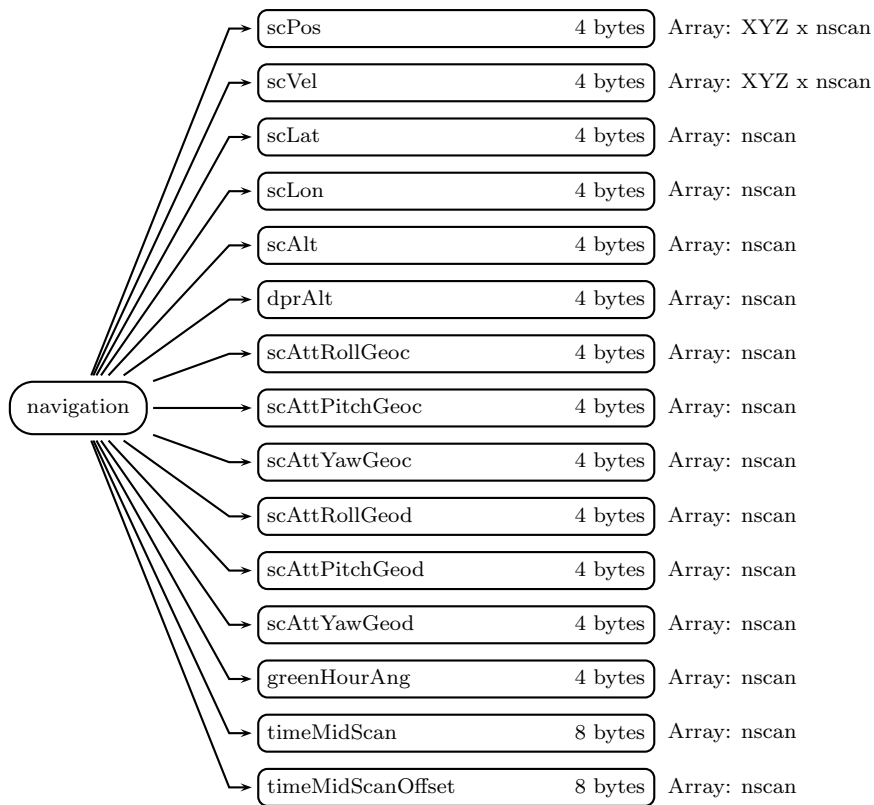 scPos 4 bytes Array: XYZ x nscan
scVel 4 bytes Array: XYZ x nscan
scLat 4 bytes Array: nscan
scLon 4 bytes Array: nscan
scAlt 4 bytes Array: nscan
dprAlt 4 bytes Array: nscan
scAttRollGeoc 4 bytes Array: nscan
navigation scAttPitchGeoc 4 bytes Array: nscan
scAttYawGeoc 4 bytes Array: nscan
scAttRollGeod 4 bytes Array: nscan
scAttPitchGeod 4 bytes Array: nscan
scAttYawGeod 4 bytes Array: nscan
greenHourAng 4 bytes Array: nscan
timeMidScan 8 bytes Array: nscan
timeMidScanOffset 8 bytes Array: nscan